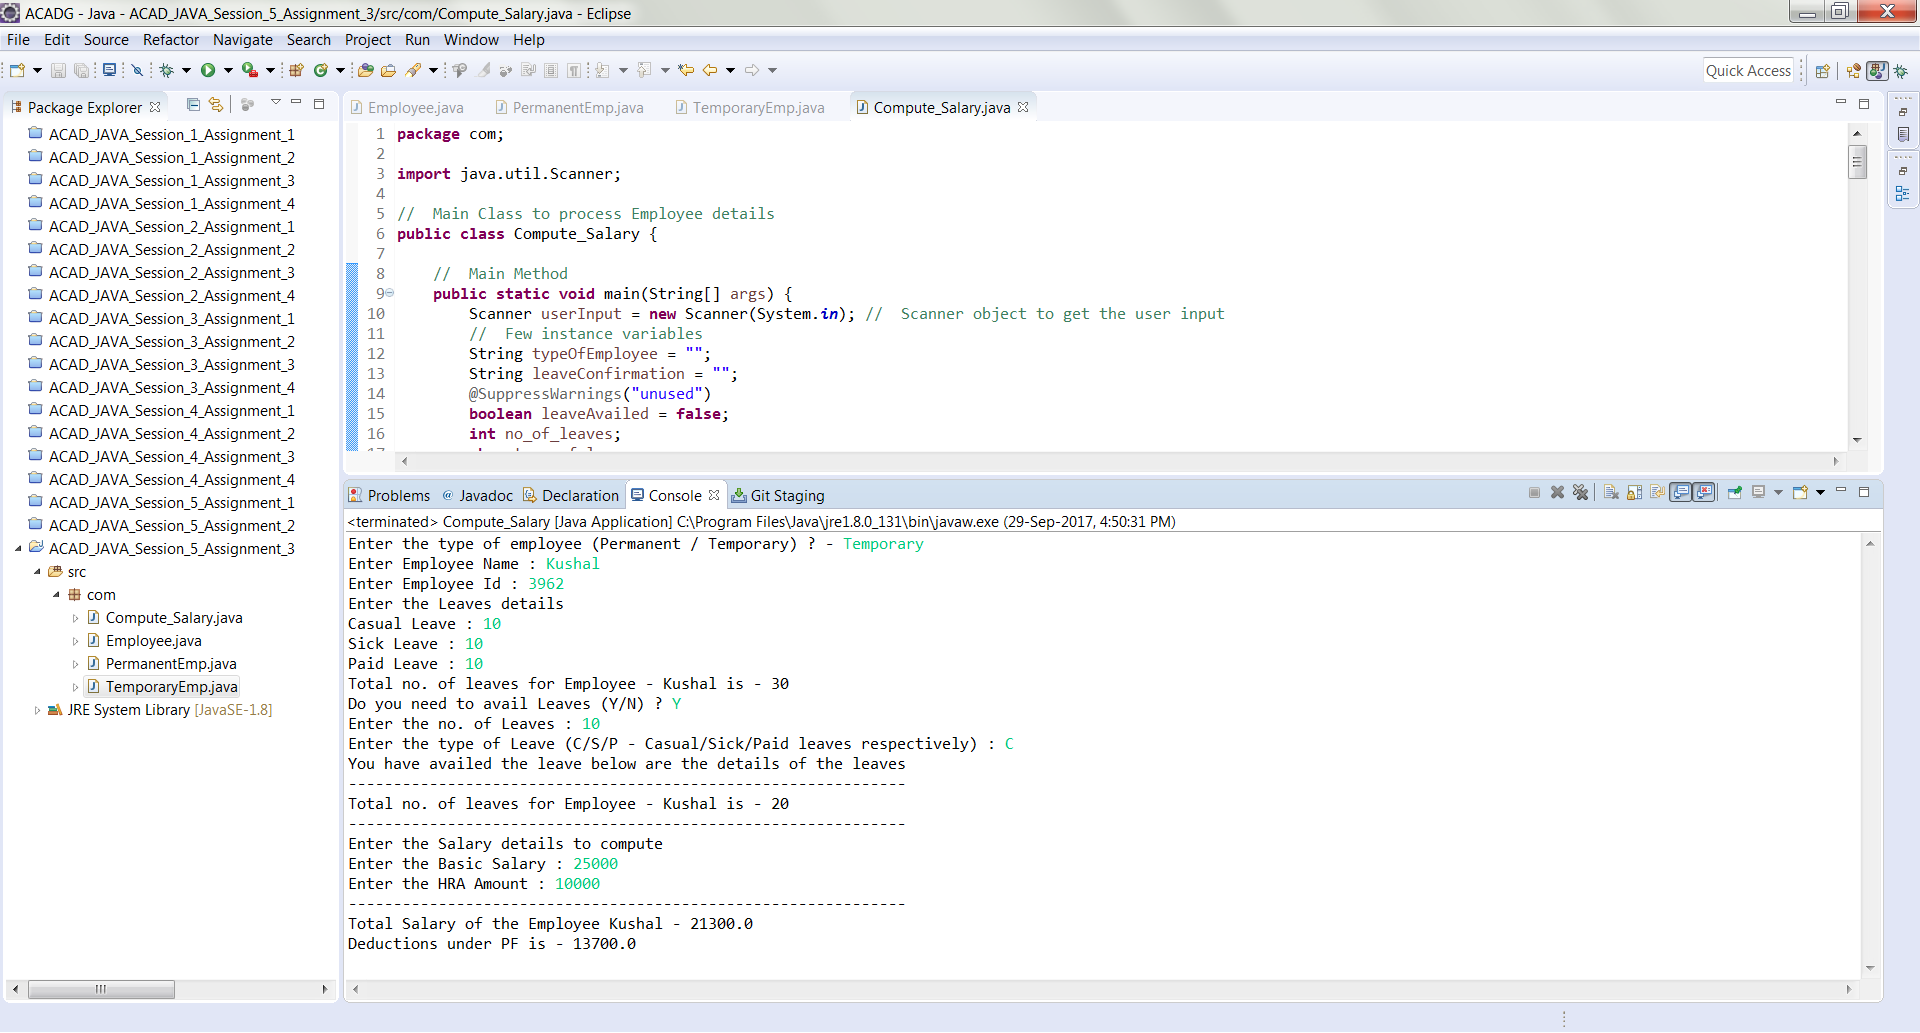 ACADG - Java - ACAD_JAVA_Session_5_Assignment_3/src/com/Compute_Salary.java - Eclipse
File Edit Source Refactor Navigate Search Project Run Window Help
Quick Access
Package Explorer
ACAD_JAVA_Session_1_Assignment_1
ACAD_JAVA_Session_1_Assignment_2
ACAD_JAVA_Session_1_Assignment_3
ACAD_JAVA_Session_1_Assignment_4
ACAD_JAVA_Session_2_Assignment_1
ACAD_JAVA_Session_2_Assignment_2
ACAD_JAVA_Session_2_Assignment_3
ACAD_JAVA_Session_2_Assignment_4
ACAD_JAVA_Session_3_Assignment_1
ACAD_JAVA_Session_3_Assignment_2
ACAD_JAVA_Session_3_Assignment_3
ACAD_JAVA_Session_3_Assignment_4
ACAD_JAVA_Session_4_Assignment_1
ACAD_JAVA_Session_4_Assignment_2
ACAD_JAVA_Session_4_Assignment_3
ACAD_JAVA_Session_4_Assignment_4
ACAD_JAVA_Session_5_Assignment_1
ACAD_JAVA_Session_5_Assignment_2
ACAD_JAVA_Session_5_Assignment_3
src
com
Compute_Salary.java
Employee.java
PermanentEmp.java
TemporaryEmp.java
JRE System Library [JavaSE-1.8]
Employee.java PermanentEmp.java TemporaryEmp.java Compute_Salary.java
1 package com;
2
3 import java.util.Scanner;
4
5 //  Main Class to process Employee details
6 public class Compute_Salary {
7
8     //  Main Method
9     public static void main(String[] args) {
10         Scanner userInput = new Scanner(System.in); //  Scanner object to get the user input
11         //  Few instance variables
12         String typeOfEmployee = "";
13         String leaveConfirmation = "";
14         @SuppressWarnings("unused")
15         boolean leaveAvailed = false;
16         int no_of_leaves;
Problems @ Javadoc Declaration Console Git Staging
<terminated> Compute_Salary [Java Application] C:\Program Files\Java\jre1.8.0_131\bin\javaw.exe (29-Sep-2017, 4:50:31 PM)
Enter the type of employee (Permanent / Temporary) ? - Temporary
Enter Employee Name : Kushal
Enter Employee Id : 3962
Enter the Leaves details
Casual Leave : 10
Sick Leave : 10
Paid Leave : 10
Total no. of leaves for Employee - Kushal is - 30
Do you need to avail Leaves (Y/N) ? Y
Enter the no. of Leaves : 10
Enter the type of Leave (C/S/P - Casual/Sick/Paid leaves respectively) : C
You have availed the leave below are the details of the leaves
--------------------------------------------------------------
Total no. of leaves for Employee - Kushal is - 20
--------------------------------------------------------------
Enter the Salary details to compute
Enter the Basic Salary : 25000
Enter the HRA Amount : 10000
--------------------------------------------------------------
Total Salary of the Employee Kushal - 21300.0
Deductions under PF is - 13700.0